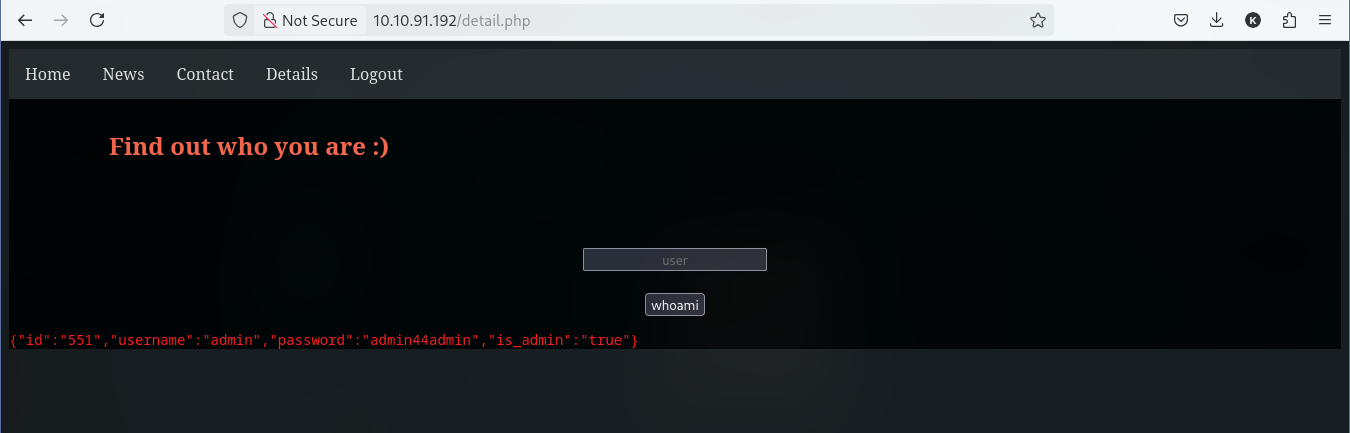 Not Secure 10.10.91.192/detail.php K
Home News Contact Details Logout
Find out who you are :)
user
whoami
{"id":"551","username":"admin","password":"admin44admin","is_admin":"true"}